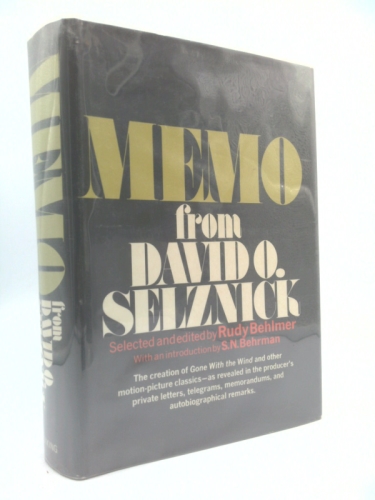 MEMO
from
DAVID O.
SELZNICK
Selected and edited by Rudy Behlmer
With an introduction by S.N. Behrman
The creation of Gone With the Wind and other
motion-picture classics—as revealed in the producer's
private letters, telegrams, memorandums, and
autobiographical remarks.
MEMO
from
DAVID O.